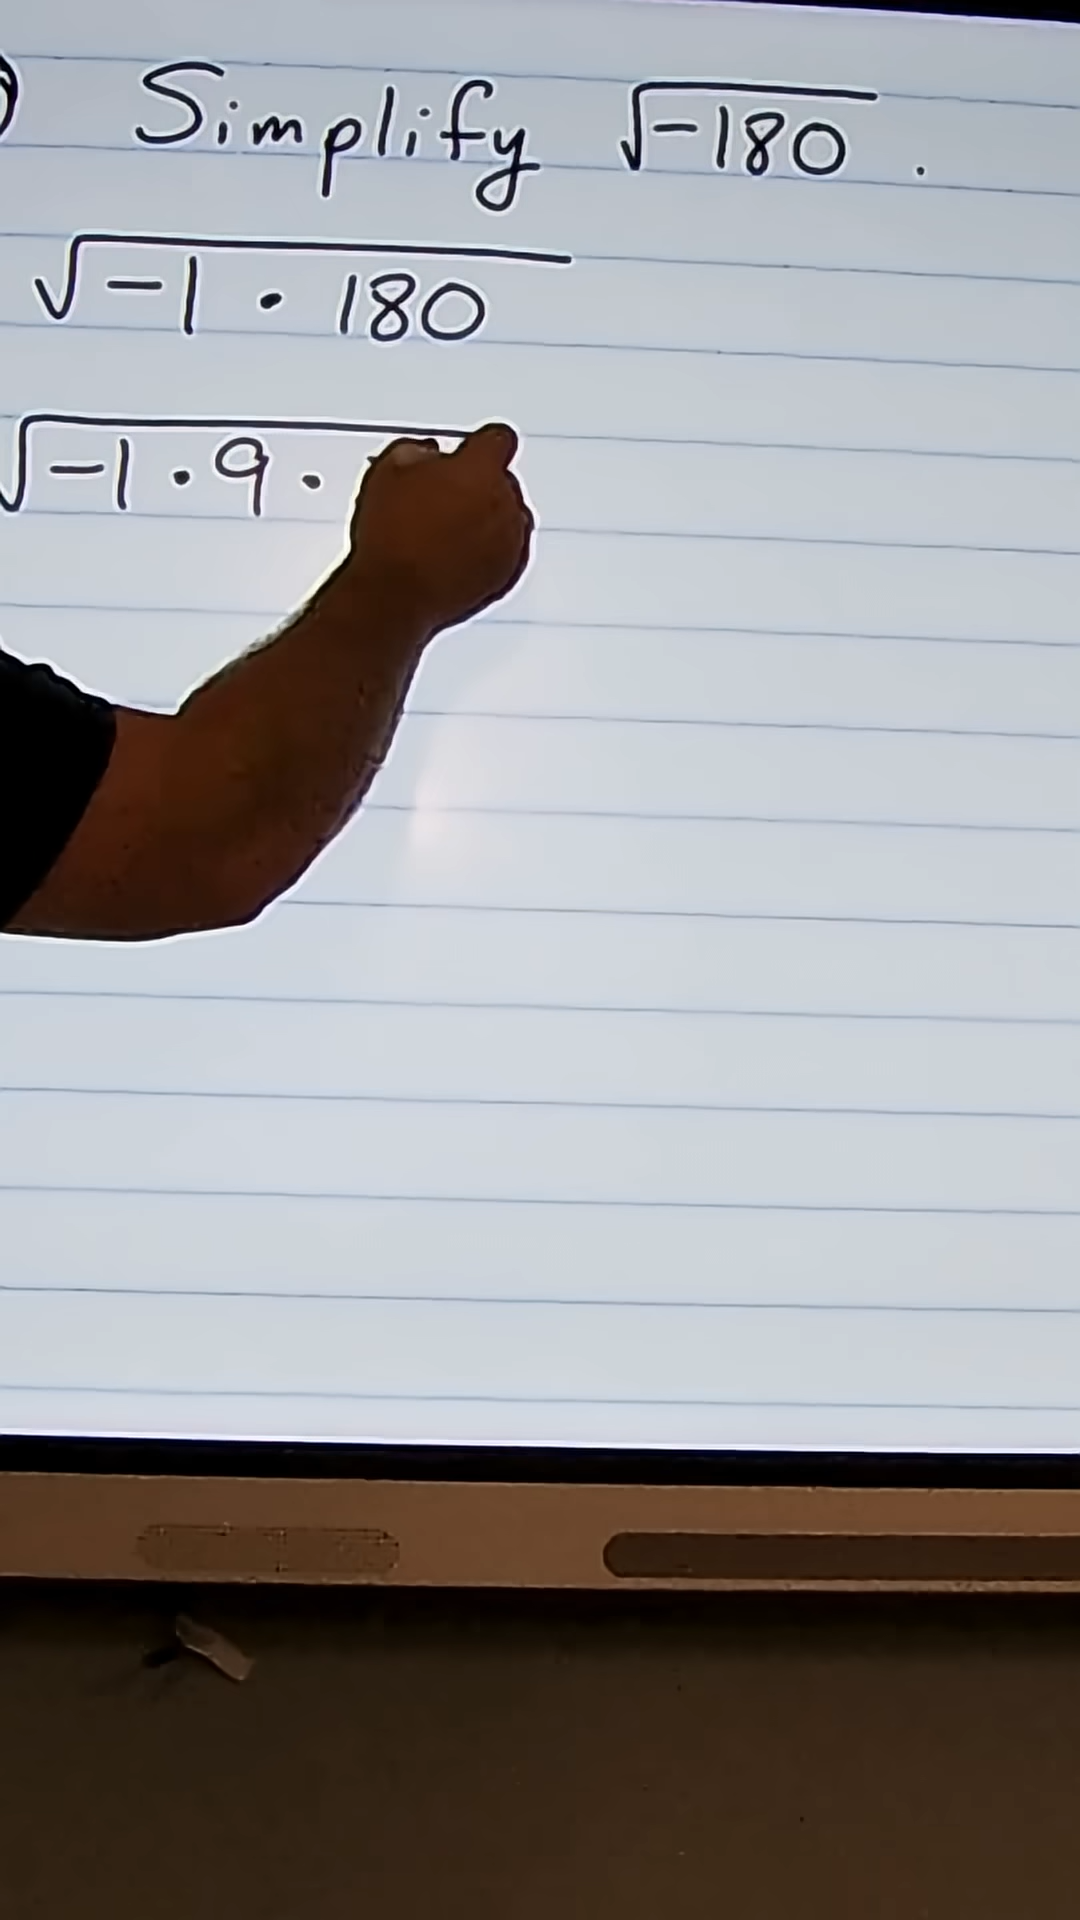 ) Simplify √-180 .
√-1 · 180
√-1 · 9 ·